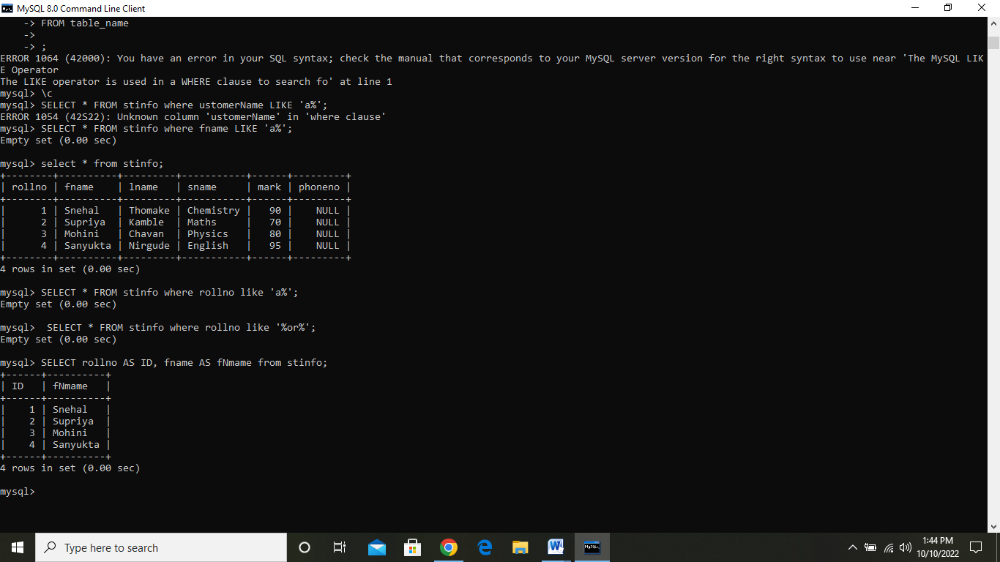 MySQL 8.0 Command Line Client
    -> FROM table_name
    ->
    -> ;
ERROR 1064 (42000): You have an error in your SQL syntax; check the manual that corresponds to your MySQL server version for the right syntax to use near 'The MySQL LIK
E Operator
The LIKE operator is used in a WHERE clause to search fo' at line 1
mysql> \c
mysql> SELECT * FROM stinfo where ustomerName LIKE 'a%';
ERROR 1054 (42S22): Unknown column 'ustomerName' in 'where clause'
mysql> SELECT * FROM stinfo where fname LIKE 'a%';
Empty set (0.00 sec)

mysql> select * from stinfo;
+--------+----------+---------+-----------+------+---------+
| rollno | fname    | lname   | sname     | mark | phoneno |
+--------+----------+---------+-----------+------+---------+
|      1 | Snehal   | Thomake | Chemistry |   90 |    NULL |
|      2 | Supriya  | Kamble  | Maths     |   70 |    NULL |
|      3 | Mohini   | Chavan  | Physics   |   80 |    NULL |
|      4 | Sanyukta | Nirgude | English   |   95 |    NULL |
+--------+----------+---------+-----------+------+---------+
4 rows in set (0.00 sec)

mysql> SELECT * FROM stinfo where rollno like 'a%';
Empty set (0.00 sec)

mysql>  SELECT * FROM stinfo where rollno like '%or%';
Empty set (0.00 sec)

mysql> SELECT rollno AS ID, fname AS fNmame from stinfo;
+------+----------+
| ID   | fNmame   |
+------+----------+
|    1 | Snehal   |
|    2 | Supriya  |
|    3 | Mohini   |
|    4 | Sanyukta |
+------+----------+
4 rows in set (0.00 sec)

mysql>
Type here to search
1:44 PM
10/10/2022